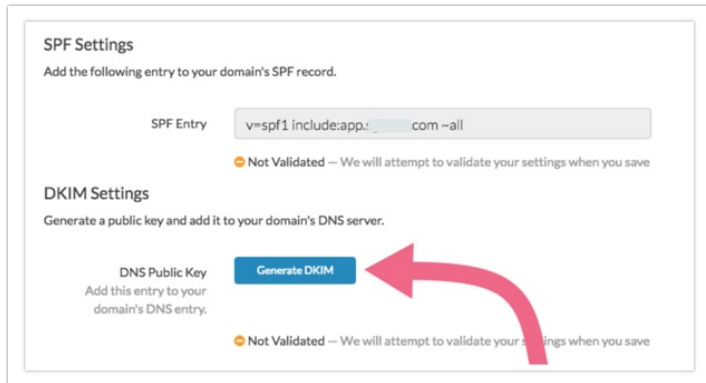 SPF Settings
Add the following entry to your domain's SPF record.
SPF Entry
v=spf1 include:app.s .com ~all
Not Validated — We will attempt to validate your settings when you save
DKIM Settings
Generate a public key and add it to your domain's DNS server.
DNS Public Key
Generate DKIM
Add this entry to your
domain's DNS entry.
Not Validated — We will attempt to validate your settings when you save